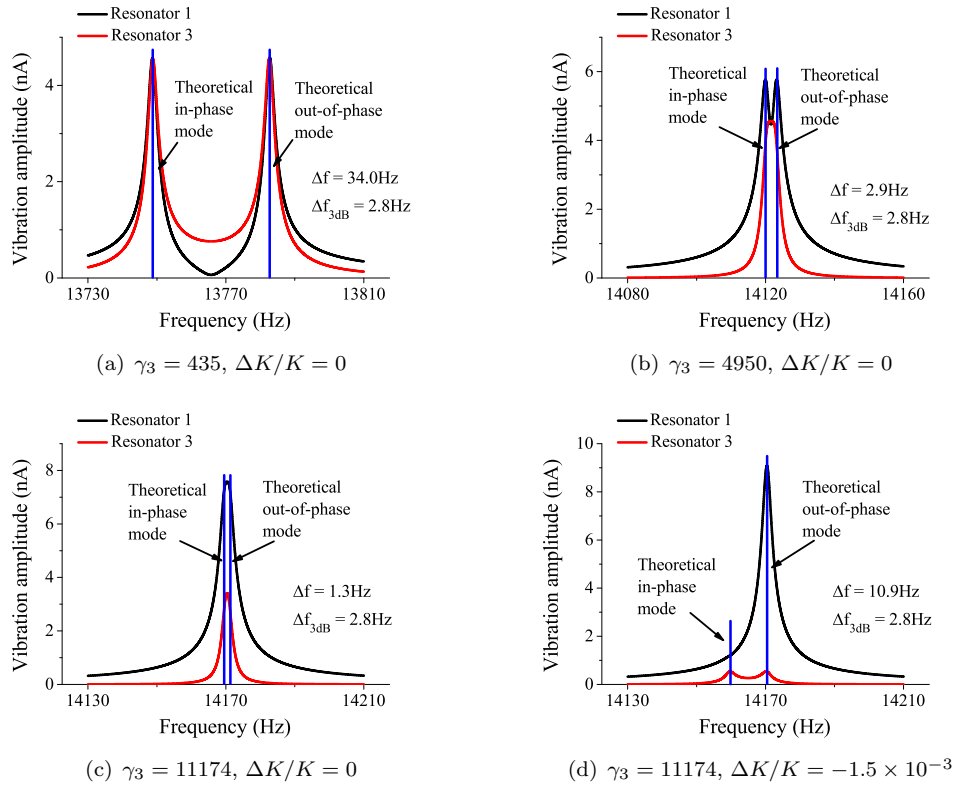 Resonator 1
Resonator 3
Vibration amplitude (nA)
4
2
0
Theoretical
in-phase
mode
Theoretical
out-of-phase
mode
Δf = 34.0Hz
Δf3dB = 2.8Hz
13730
13770
13810
Frequency (Hz)
(a) γ3 = 435, ΔK/K = 0
Resonator 1
Resonator 3
Vibration amplitude (nA)
6
4
2
0
Theoretical
in-phase
mode
Theoretical
out-of-phase
mode
Δf = 2.9Hz
Δf3dB = 2.8Hz
14080
14120
14160
Frequency (Hz)
(b) γ3 = 4950, ΔK/K = 0
Resonator 1
Resonator 3
Vibration amplitude (nA)
8
6
4
2
0
Theoretical
in-phase
mode
Theoretical
out-of-phase
mode
Δf = 1.3Hz
Δf3dB = 2.8Hz
14130
14170
14210
Frequency (Hz)
(c) γ3 = 11174, ΔK/K = 0
Resonator 1
Resonator 3
Vibration amplitude (nA)
10
8
6
4
2
0
Theoretical
in-phase
mode
Theoretical
out-of-phase
mode
Δf = 10.9Hz
Δf3dB = 2.8Hz
14130
14170
14210
Frequency (Hz)
(d) γ3 = 11174, ΔK/K = −1.5 × 10−3